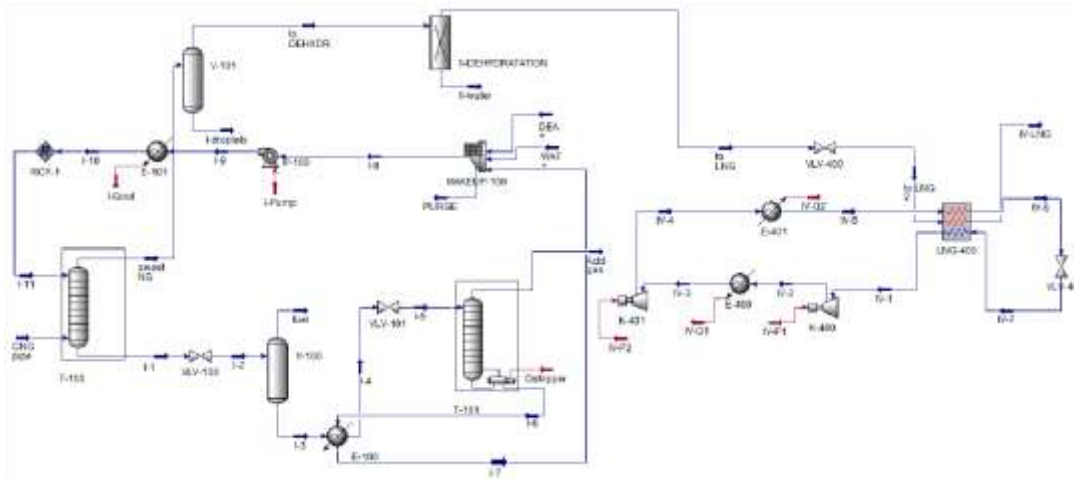 to
DEHYDR
V-101
II-DEHYDRATATION
II-water
I-droplets
DEA
WAT
I-10
I-9
P-100
I-8
RCY-1
E-101
I-Cool
I-Pump
MAKEUP-100
PURGE
to
LNG
VLV-400
LNG
IV-LNG
IV-4
E-401
IV-Q2
IV-5
LNG-400
IV-6
I-11
sweet
NG
Acid
gas
K-401
IV-3
E-400
IV-2
K-400
IV-1
IV-7
IV-Q1
IV-P1
IV-P2
CNG
pipe
T-100
I-1
VLV-100
I-2
fuel
V-100
VLV-101
I-5
I-4
T-101
I-6
I-3
E-100
I-7